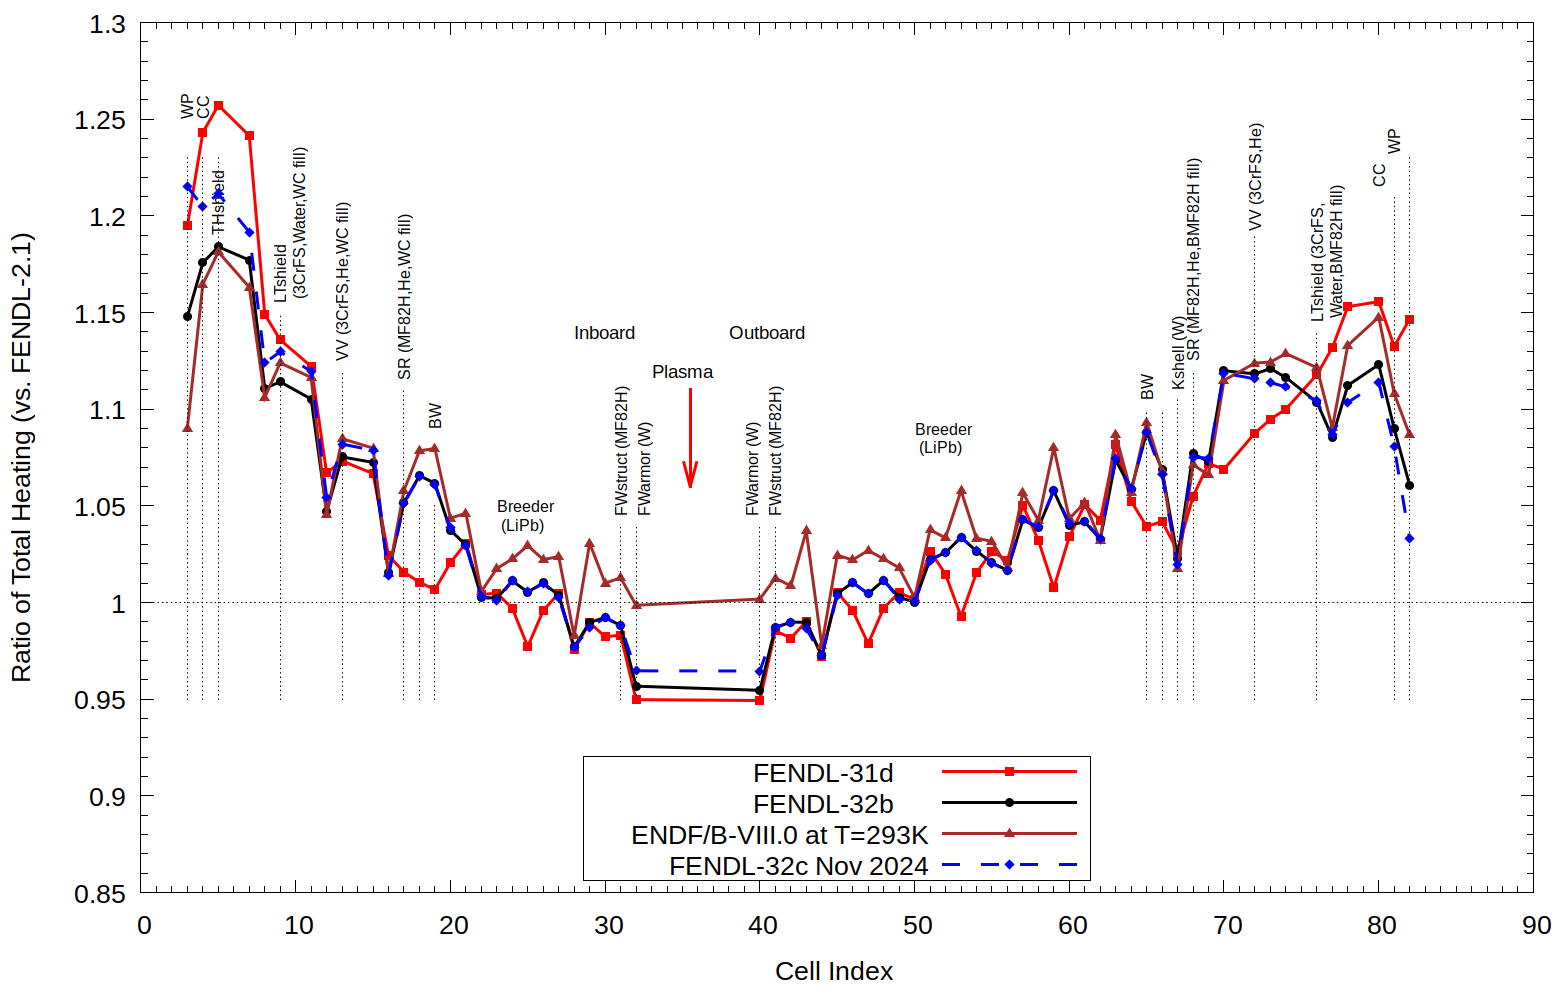 1.3
1.25
1.2
1.15
1.1
1.05
1
0.95
0.9
0.85
0
10
20
30
40
50
60
70
80
90
Ratio of Total Heating (vs. FENDL-2.1)
Cell Index
WP
CC
THshield
LTshield
(3CrFS,Water,WC fill)
VV (3CrFS,He,WC fill)
SR (MF82H,He,WC fill)
BW
Breeder
(LiPb)
Inboard
FWstruct (MF82H)
FWarmor (W)
Plasma
Outboard
FWarmor (W)
FWstruct (MF82H)
Breeder
(LiPb)
BW
Kshell (W)
SR (MF82H,He,BMF82H fill)
VV (3CrFS,He)
LTshield (3CrFS,
Water,BMF82H fill)
CC
WP
FENDL-31d
FENDL-32b
ENDF/B-VIII.0 at T=293K
FENDL-32c Nov 2024